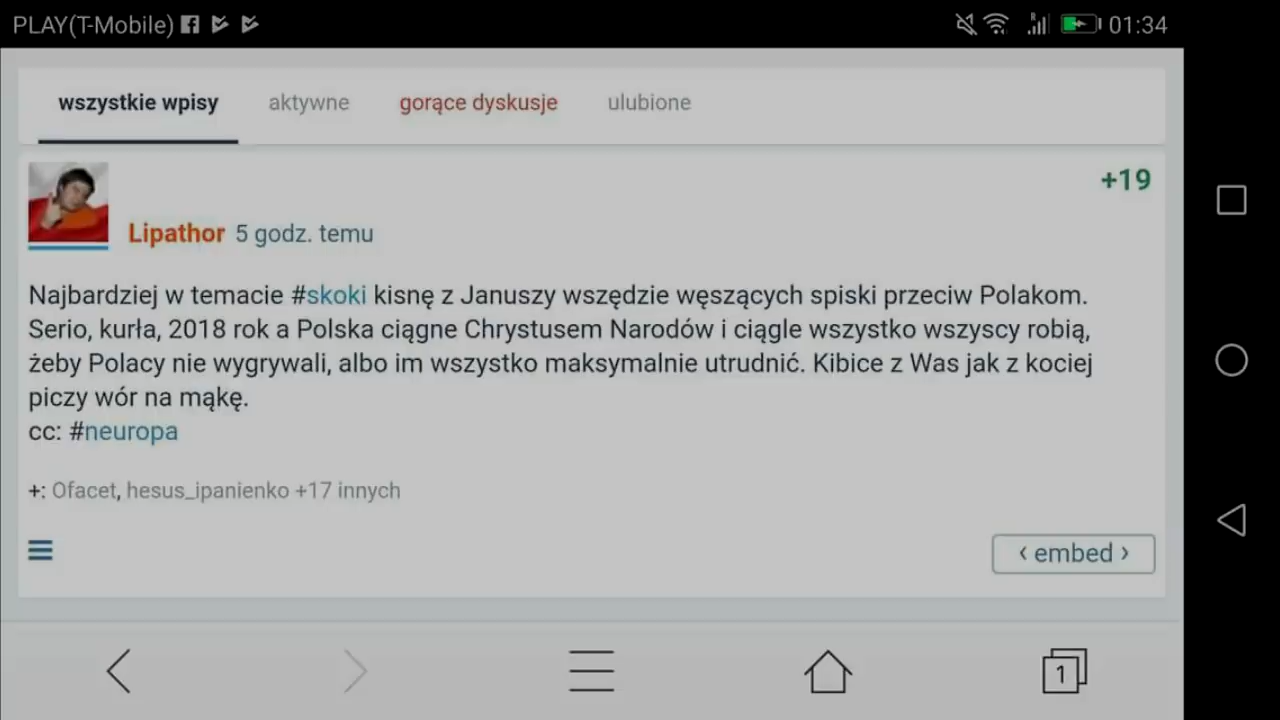 PLAY(T-Mobile) 01:34
wszystkie wpisy aktywne gorące dyskusje ulubione
+19
Lipathor 5 godz. temu
Najbardziej w temacie #skoki kisnę z Januszy wszędzie węszących spiski przeciw Polakom.
Serio, kurła, 2018 rok a Polska ciągne Chrystusem Narodów i ciągle wszystko wszyscy robią,
żeby Polacy nie wygrywali, albo im wszystko maksymalnie utrudnić. Kibice z Was jak z kociej
piczy wór na mąkę.
cc: #neuropa
+: Ofacet, hesus_ipanienko +17 innych
‹ embed ›
1